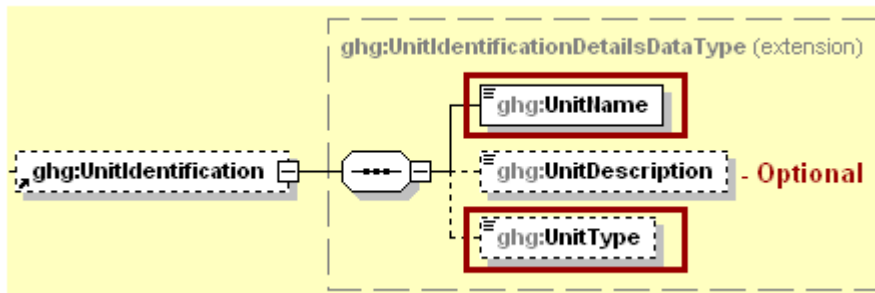 ghg:UnitIdentificationDetailsDataType (extension)
ghg:UnitName
ghg:UnitIdentification
ghg:UnitDescription - Optional
ghg:UnitType